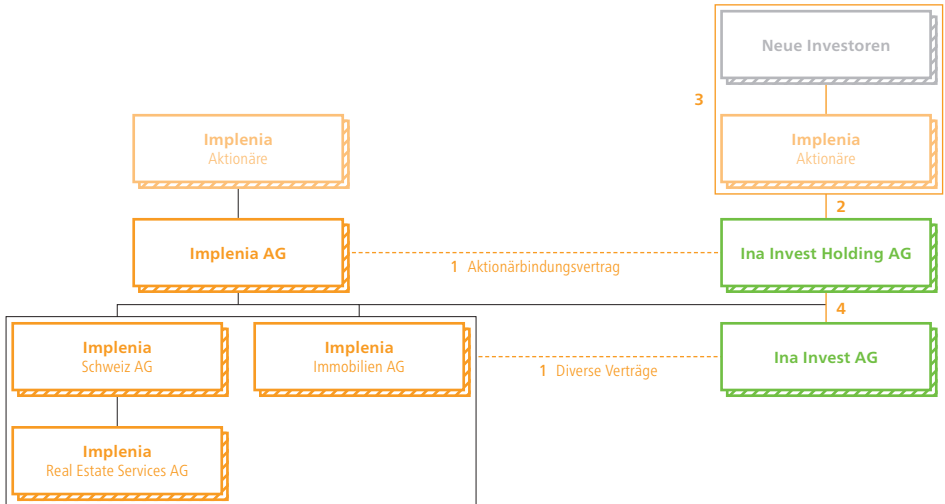 Neue Investoren
3
Implenia
Aktionäre
Implenia
Aktionäre
2
Implenia AG
1 Aktionärbindungsvertrag
Ina Invest Holding AG
4
Implenia
Schweiz AG
Implenia
Immobilien AG
1 Diverse Verträge
Ina Invest AG
Implenia
Real Estate Services AG